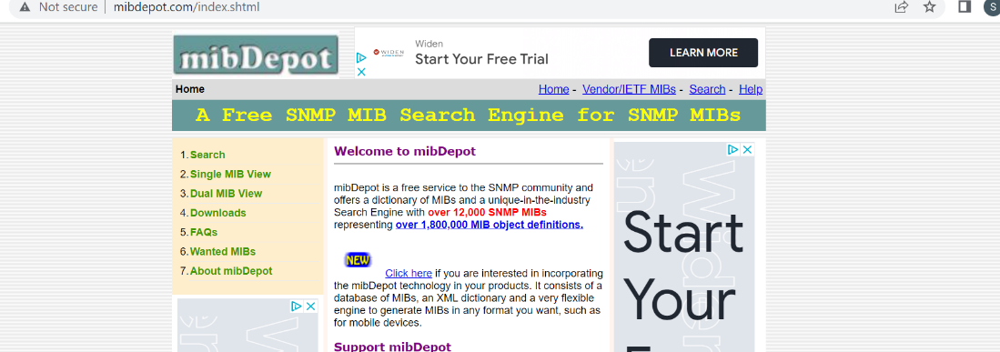 Not secure | mibdepot.com/index.shtml
S
mibDepot
WIDEN
Widen
Start Your Free Trial
LEARN MORE
Home
Home - Vendor/IETF MIBs - Search - Help
A Free SNMP MIB Search Engine for SNMP MIBs
1. Search
2. Single MIB View
3. Dual MIB View
4. Downloads
5. FAQs
6. Wanted MIBs
7. About mibDepot
Welcome to mibDepot
mibDepot is a free service to the SNMP community and
offers a dictionary of MIBs and a unique-in-the-industry
Search Engine with over 12,000 SNMP MIBs
representing over 1,800,000 MIB object definitions.
NEW
Click here if you are interested in incorporating
the mibDepot technology in your products. It consists of a
database of MIBs, an XML dictionary and a very flexible
engine to generate MIBs in any format you want, such as
for mobile devices.
Support mibDepot
Start
Your